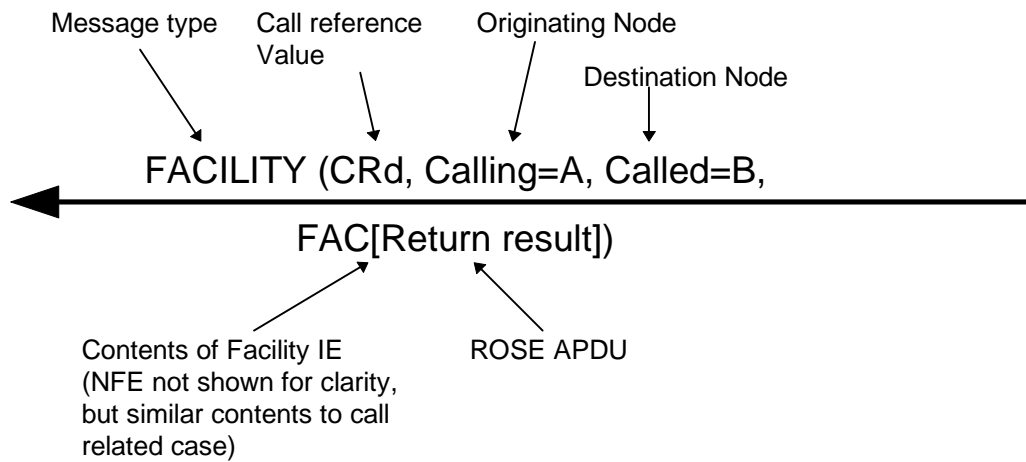 Message type
Call reference
Value
Originating Node
Destination Node
FACILITY (CRd, Calling=A, Called=B,
FAC[Return result])
Contents of Facility IE
(NFE not shown for clarity,
but similar contents to call
related case)
ROSE APDU